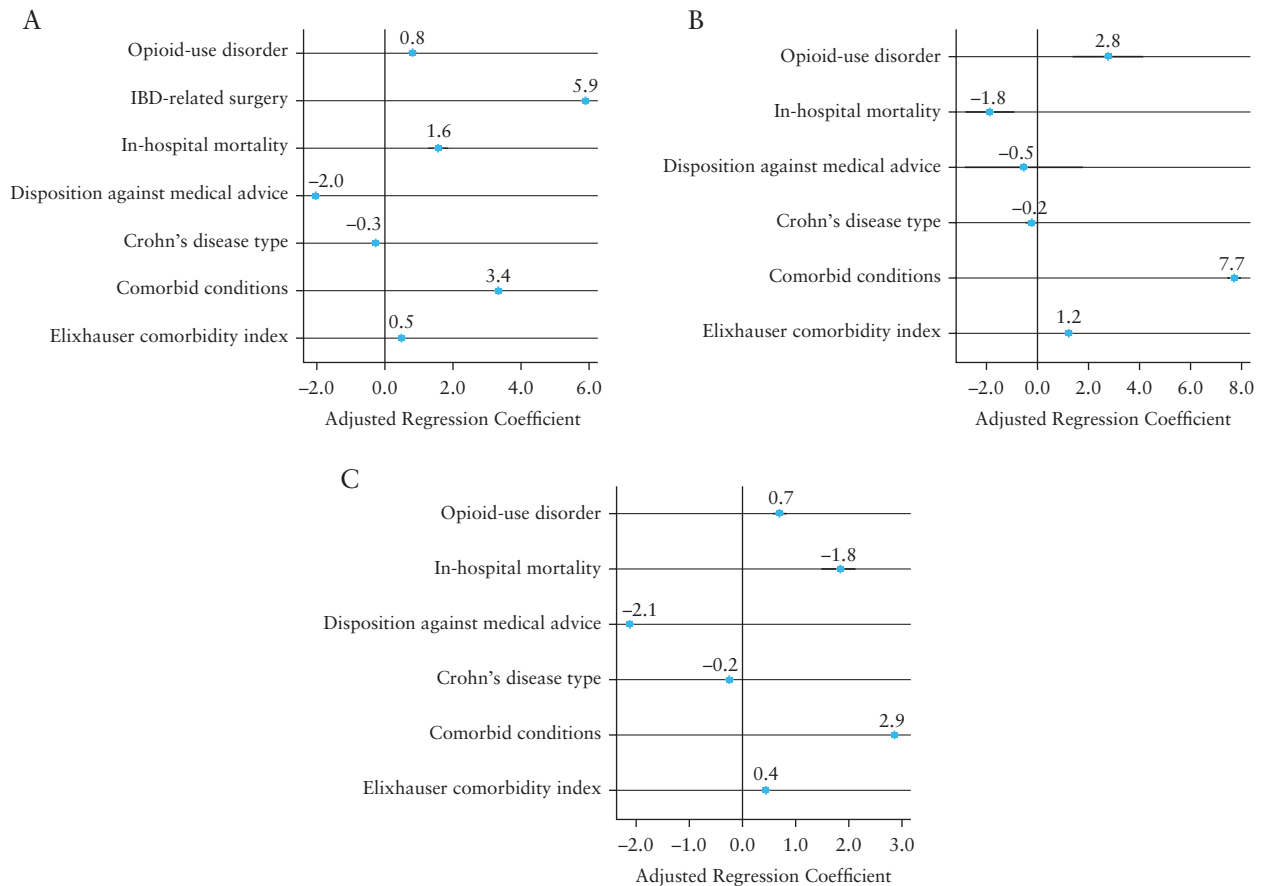 A
Opioid-use disorder
0.8
IBD-related surgery
5.9
In-hospital mortality
1.6
Disposition against medical advice
–2.0
Crohn’s disease type
–0.3
Comorbid conditions
3.4
Elixhauser comorbidity index
0.5
–2.0 0.0 2.0 4.0 6.0
Adjusted Regression Coefficient
B
Opioid-use disorder
2.8
In-hospital mortality
–1.8
Disposition against medical advice
–0.5
Crohn’s disease type
–0.2
Comorbid conditions
7.7
Elixhauser comorbidity index
1.2
–2.0 0.0 2.0 4.0 6.0 8.0
Adjusted Regression Coefficient
C
Opioid-use disorder
0.7
In-hospital mortality
–1.8
Disposition against medical advice
–2.1
Crohn’s disease type
–0.2
Comorbid conditions
2.9
Elixhauser comorbidity index
0.4
–2.0 –1.0 0.0 1.0 2.0 3.0
Adjusted Regression Coefficient